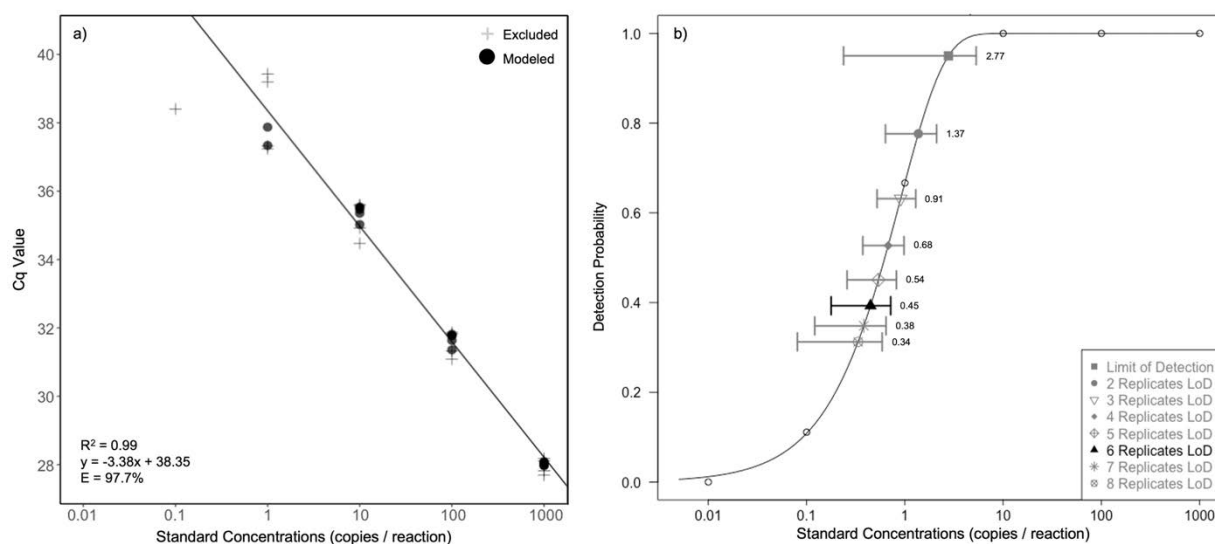 a)
Excluded
Modeled
40
38
36
34
32
30
28
Cq Value
R² = 0.99
y = -3.38x + 38.35
E = 97.7%
0.01 0.1 1 10 100 1000
Standard Concentrations (copies / reaction)
b)
1.0
0.8
0.6
0.4
0.2
0.0
Detection Probability
2.77
1.37
0.91
0.68
0.54
0.45
0.38
0.34
Limit of Detection
2 Replicates LoD
3 Replicates LoD
4 Replicates LoD
5 Replicates LoD
6 Replicates LoD
7 Replicates LoD
8 Replicates LoD
0.01 0.1 1 10 100 1000
Standard Concentrations (copies / reaction)